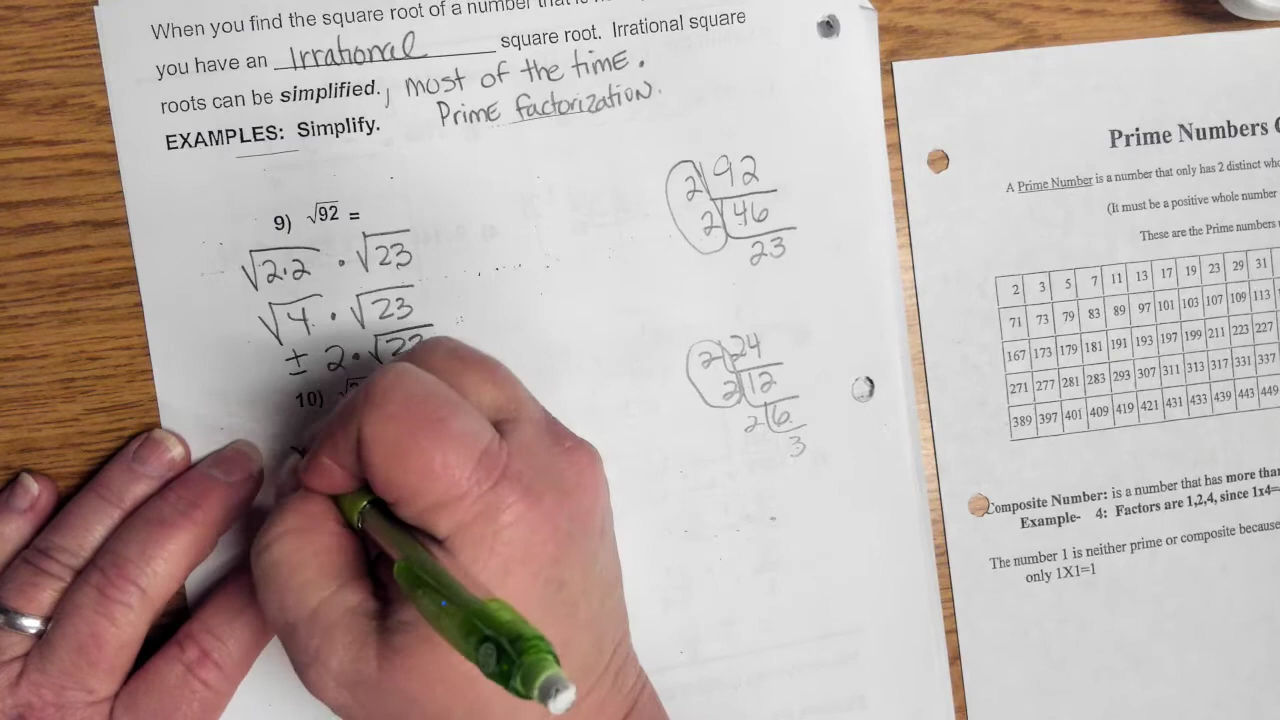 When you find the square root of a number that is
you have an Irrational square root. Irrational square
roots can be simplified., most of the time.
Prime factorization.
EXAMPLES: Simplify.
9) √92 =
√2·2 · √23
√4 · √23
± 2·√23
10)
2 92
2 46
23
2 24
2 12
2 6
3
Prime Numbers
A Prime Number is a number that only has 2 distinct
(It must be a positive whole number
These are the Prime numbers
2 3 5 7 11 13 17 19 23 29 31
71 73 79 83 89 97 101 103 107 109 113
167 173 179 181 191 193 197 199 211 223 227
271 277 281 283 293 307 311 313 317 331 337
389 397 401 409 419 421 431 433 439 443 449
Composite Number: is a number that has more than
Example- 4: Factors are 1,2,4, since 1x4=
The number 1 is neither prime or composite because
only 1X1=1